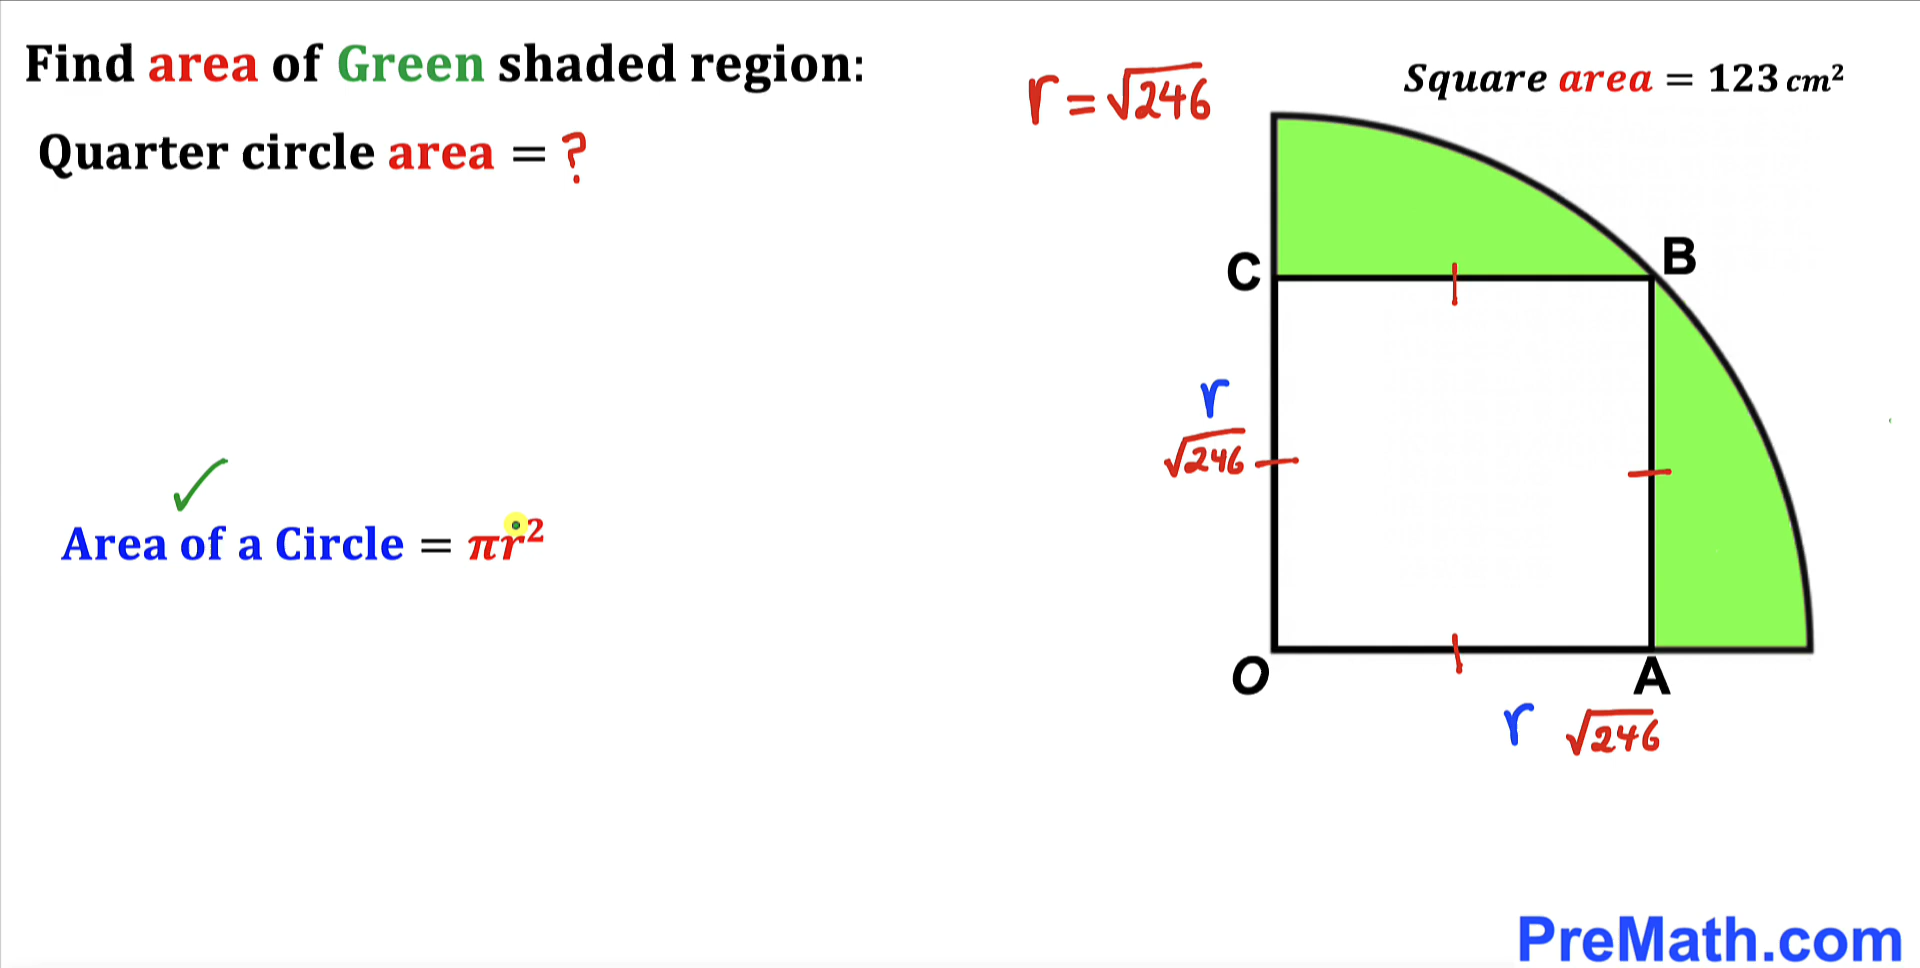 Find area of Green shaded region:
Quarter circle area = ?
r = √246
Square area = 123 cm²
C
B
r
√246
Area of a Circle = πr²
O
A
r √246
PreMath.com